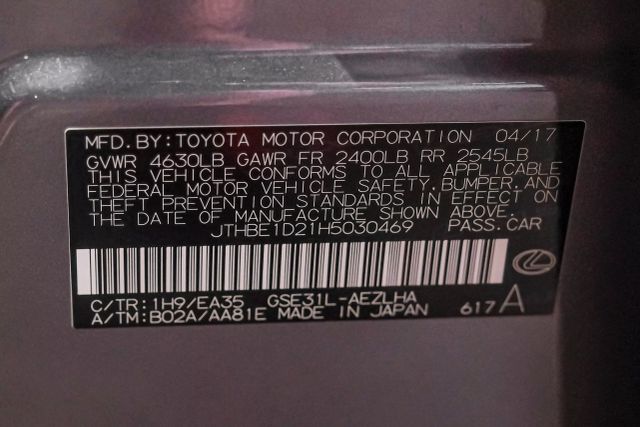 MFD. BY: TOYOTA MOTOR CORPORATION 04/17
GVWR 4630LB GAWR FR 2400LB RR 2545LB
THIS VEHICLE CONFORMS TO ALL APPLICABLE
FEDERAL MOTOR VEHICLE SAFETY, BUMPER, AND
THEFT PREVENTION STANDARDS IN EFFECT ON
THE DATE OF MANUFACTURE SHOWN ABOVE.
JTHBE1D21H5030469 PASS. CAR
C/TR: 1H9/EA35 GSE31L-AEZLHA
A/TM: B02A/AA81E MADE IN JAPAN 617 A